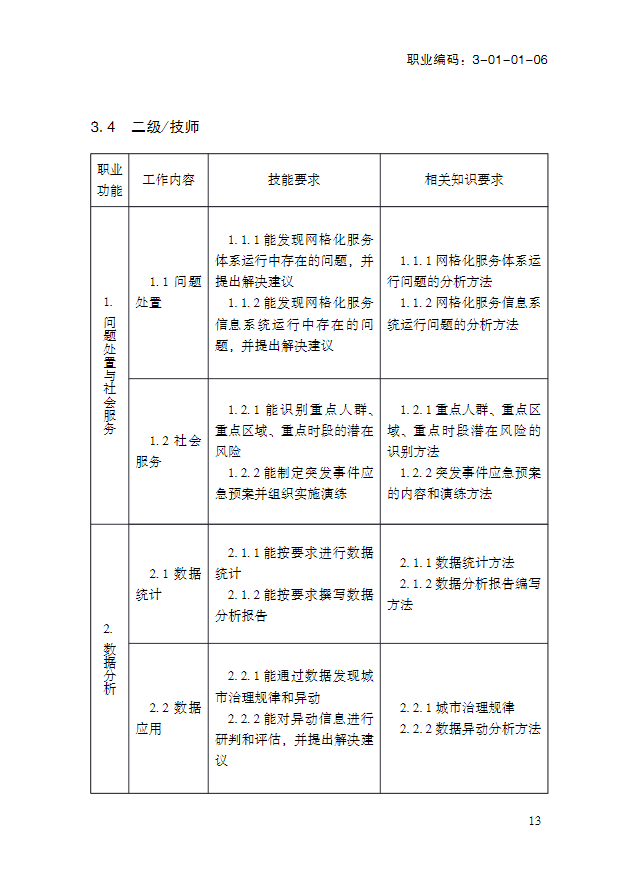 职业编码：3-01-01-06
3.4 二级/技师
职业
功能
工作内容
技能要求
相关知识要求
1.
问题处置与社会服务
1.1 问题
处置
1.1.1 能发现网格化服务
体系运行中存在的问题，并
提出解决建议
1.1.2 能发现网格化服务
信息系统运行中存在的问
题，并提出解决建议
1.1.1 网格化服务体系运
行问题的分析方法
1.1.2 网格化服务信息系
统运行问题的分析方法
1.2 社会
服务
1.2.1 能识别重点人群、
重点区域、重点时段的潜在
风险
1.2.2 能制定突发事件应
急预案并组织实施演练
1.2.1 重点人群、重点区
域、重点时段潜在风险的
识别方法
1.2.2 突发事件应急预案
的内容和演练方法
2.
数据分析
2.1 数据
统计
2.1.1 能按要求进行数据
统计
2.1.2 能按要求撰写数据
分析报告
2.1.1 数据统计方法
2.1.2 数据分析报告编写
方法
2.2 数据
应用
2.2.1 能通过数据发现城
市治理规律和异动
2.2.2 能对异动信息进行
研判和评估，并提出解决建
议
2.2.1 城市治理规律
2.2.2 数据异动分析方法
13